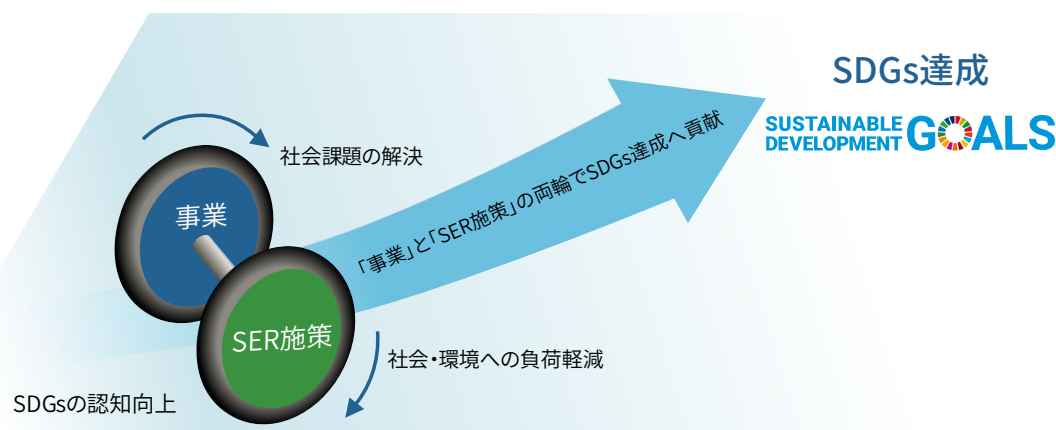 SDGs達成
SUSTAINABLE
DEVELOPMENT
GOALS
社会課題の解決
事業
「事業」と「SER施策」の両輪でSDGs達成へ貢献
SER施策
社会・環境への負荷軽減
SDGsの認知向上